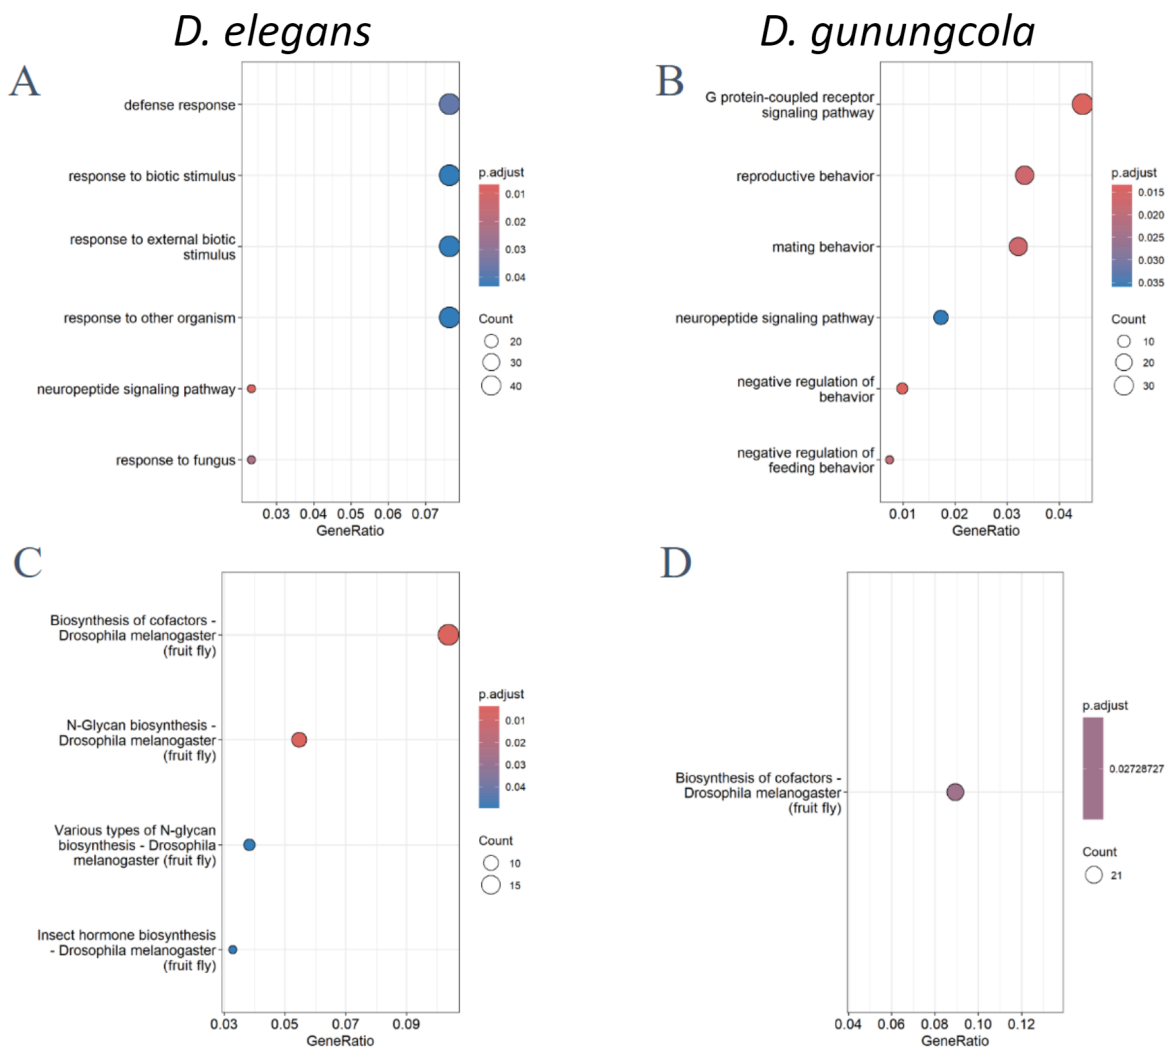 D. elegans
D. gunungcola
A
defense response
response to biotic stimulus
response to external biotic
stimulus
response to other organism
neuropeptide signaling pathway
response to fungus
0.03 0.04 0.05 0.06 0.07
GeneRatio
p.adjust
0.01
0.02
0.03
0.04
Count
20
30
40
B
G protein-coupled receptor
signaling pathway
reproductive behavior
mating behavior
neuropeptide signaling pathway
negative regulation of
behavior
negative regulation of
feeding behavior
0.01 0.02 0.03 0.04
GeneRatio
p.adjust
0.015
0.020
0.025
0.030
0.035
Count
10
20
30
C
Biosynthesis of cofactors -
Drosophila melanogaster
(fruit fly)
N-Glycan biosynthesis -
Drosophila melanogaster
(fruit fly)
Various types of N-glycan
biosynthesis - Drosophila
melanogaster (fruit fly)
Insect hormone biosynthesis
- Drosophila melanogaster
(fruit fly)
0.03 0.05 0.07 0.09
GeneRatio
p.adjust
0.01
0.02
0.03
0.04
Count
10
15
D
Biosynthesis of cofactors -
Drosophila melanogaster
(fruit fly)
0.04 0.06 0.08 0.10 0.12
GeneRatio
p.adjust
0.02728727
Count
21